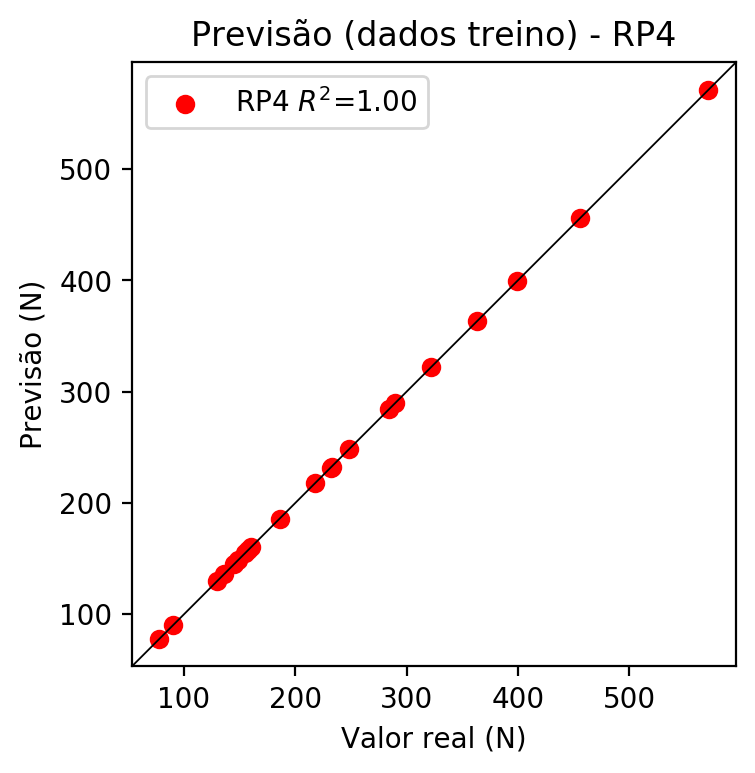 Previsão (dados treino) - RP4
RP4 R²=1.00
Previsão (N)
500
400
300
200
100
100 200 300 400 500
Valor real (N)